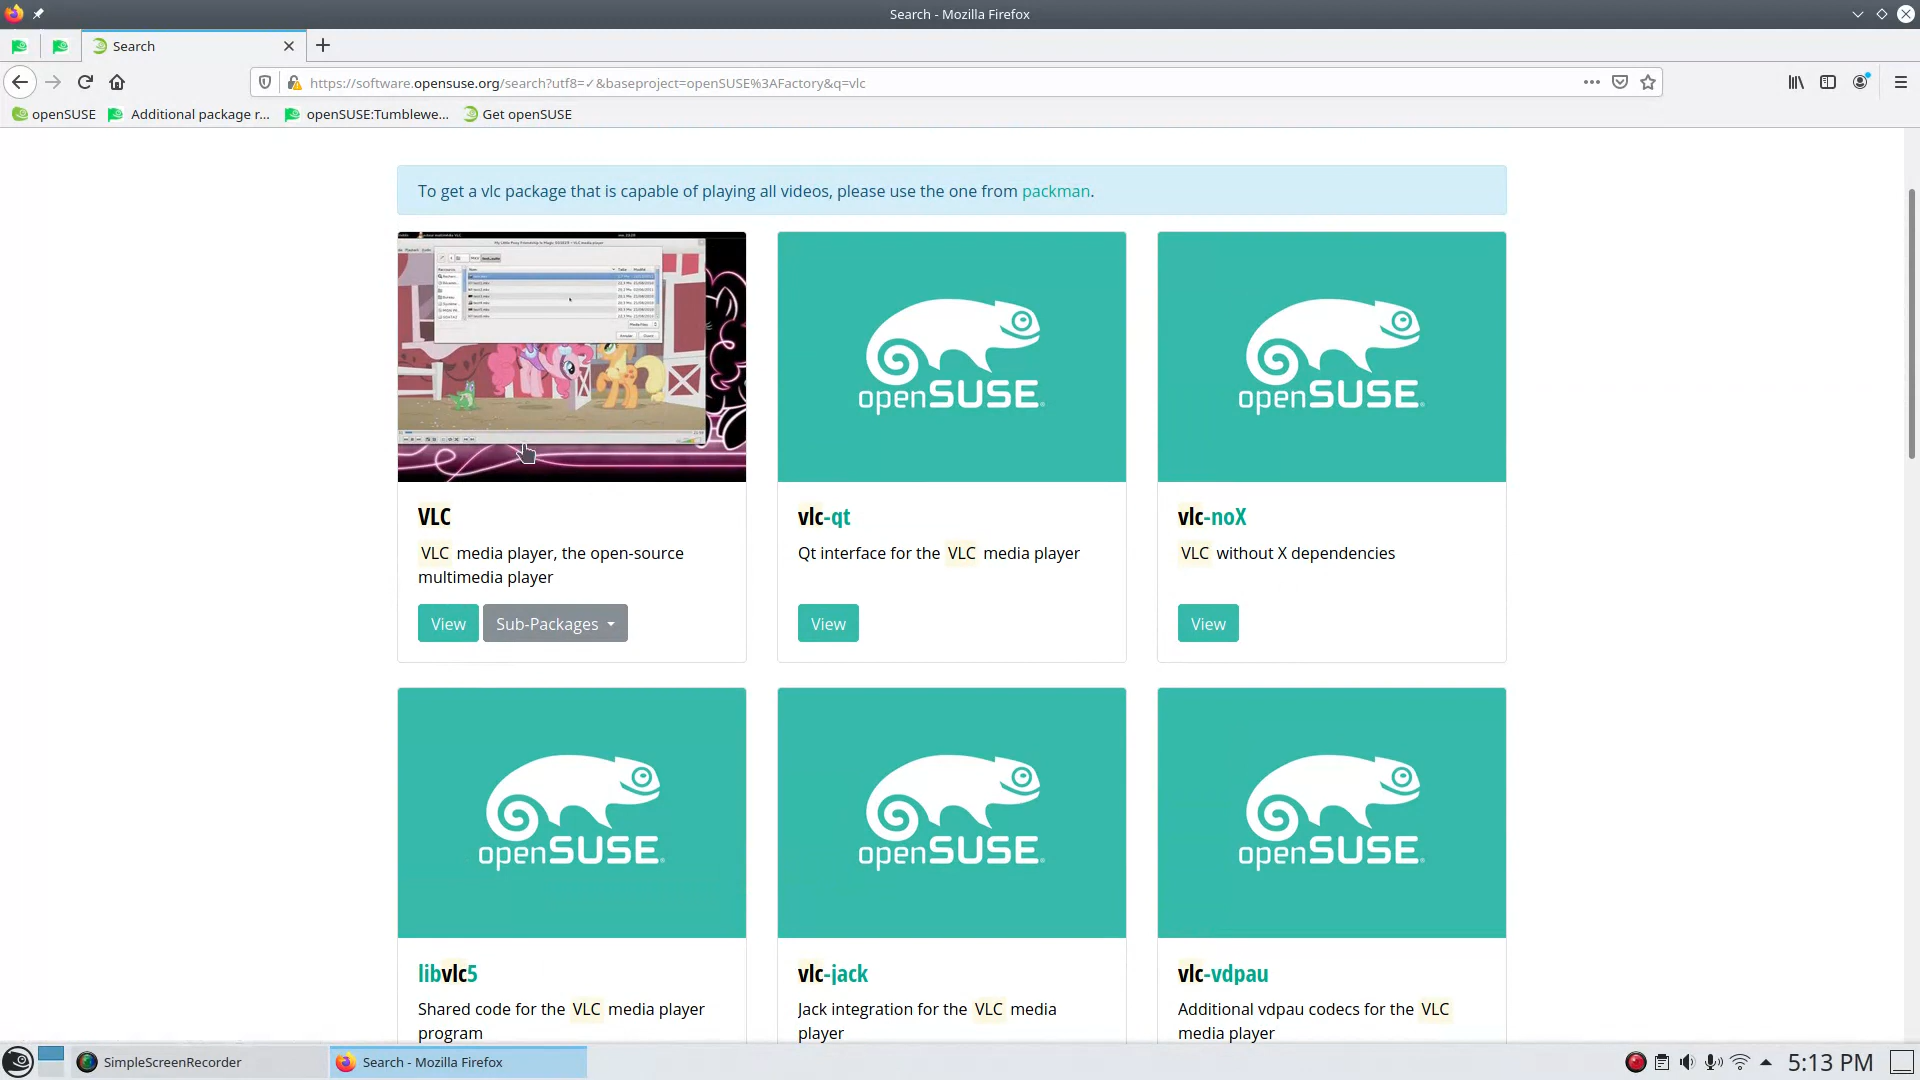 Search - Mozilla Firefox
Search
https://software.opensuse.org/search?utf8=✓&baseproject=openSUSE%3AFactory&q=vlc
openSUSE Additional package r... openSUSE:Tumblewe... Get openSUSE
To get a vlc package that is capable of playing all videos, please use the one from packman.
openSUSE
openSUSE
VLC
VLC media player, the open-source
multimedia player
View Sub-Packages
vlc-qt
Qt interface for the VLC media player
View
vlc-noX
VLC without X dependencies
View
openSUSE
openSUSE
openSUSE
libvlc5
Shared code for the VLC media player
program
vlc-jack
Jack integration for the VLC media
player
vlc-vdpau
Additional vdpau codecs for the VLC
media player
SimpleScreenRecorder
Search - Mozilla Firefox
5:13 PM